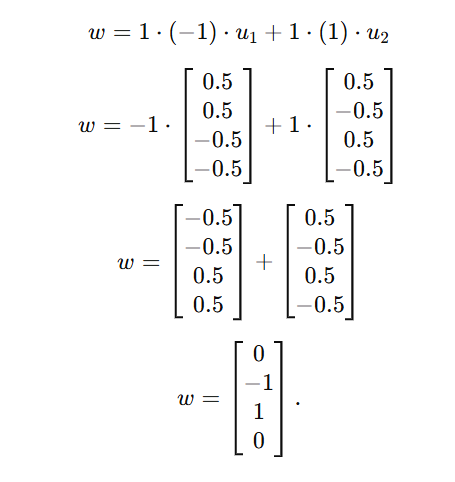 w = 1 · (−1) · u₁ + 1 · (1) · u₂
w = −1 · [0.5 0.5 −0.5 −0.5] + 1 · [0.5 −0.5 0.5 −0.5]
w = [−0.5 −0.5 0.5 0.5] + [0.5 −0.5 0.5 −0.5]
w = [0 −1 1 0] .